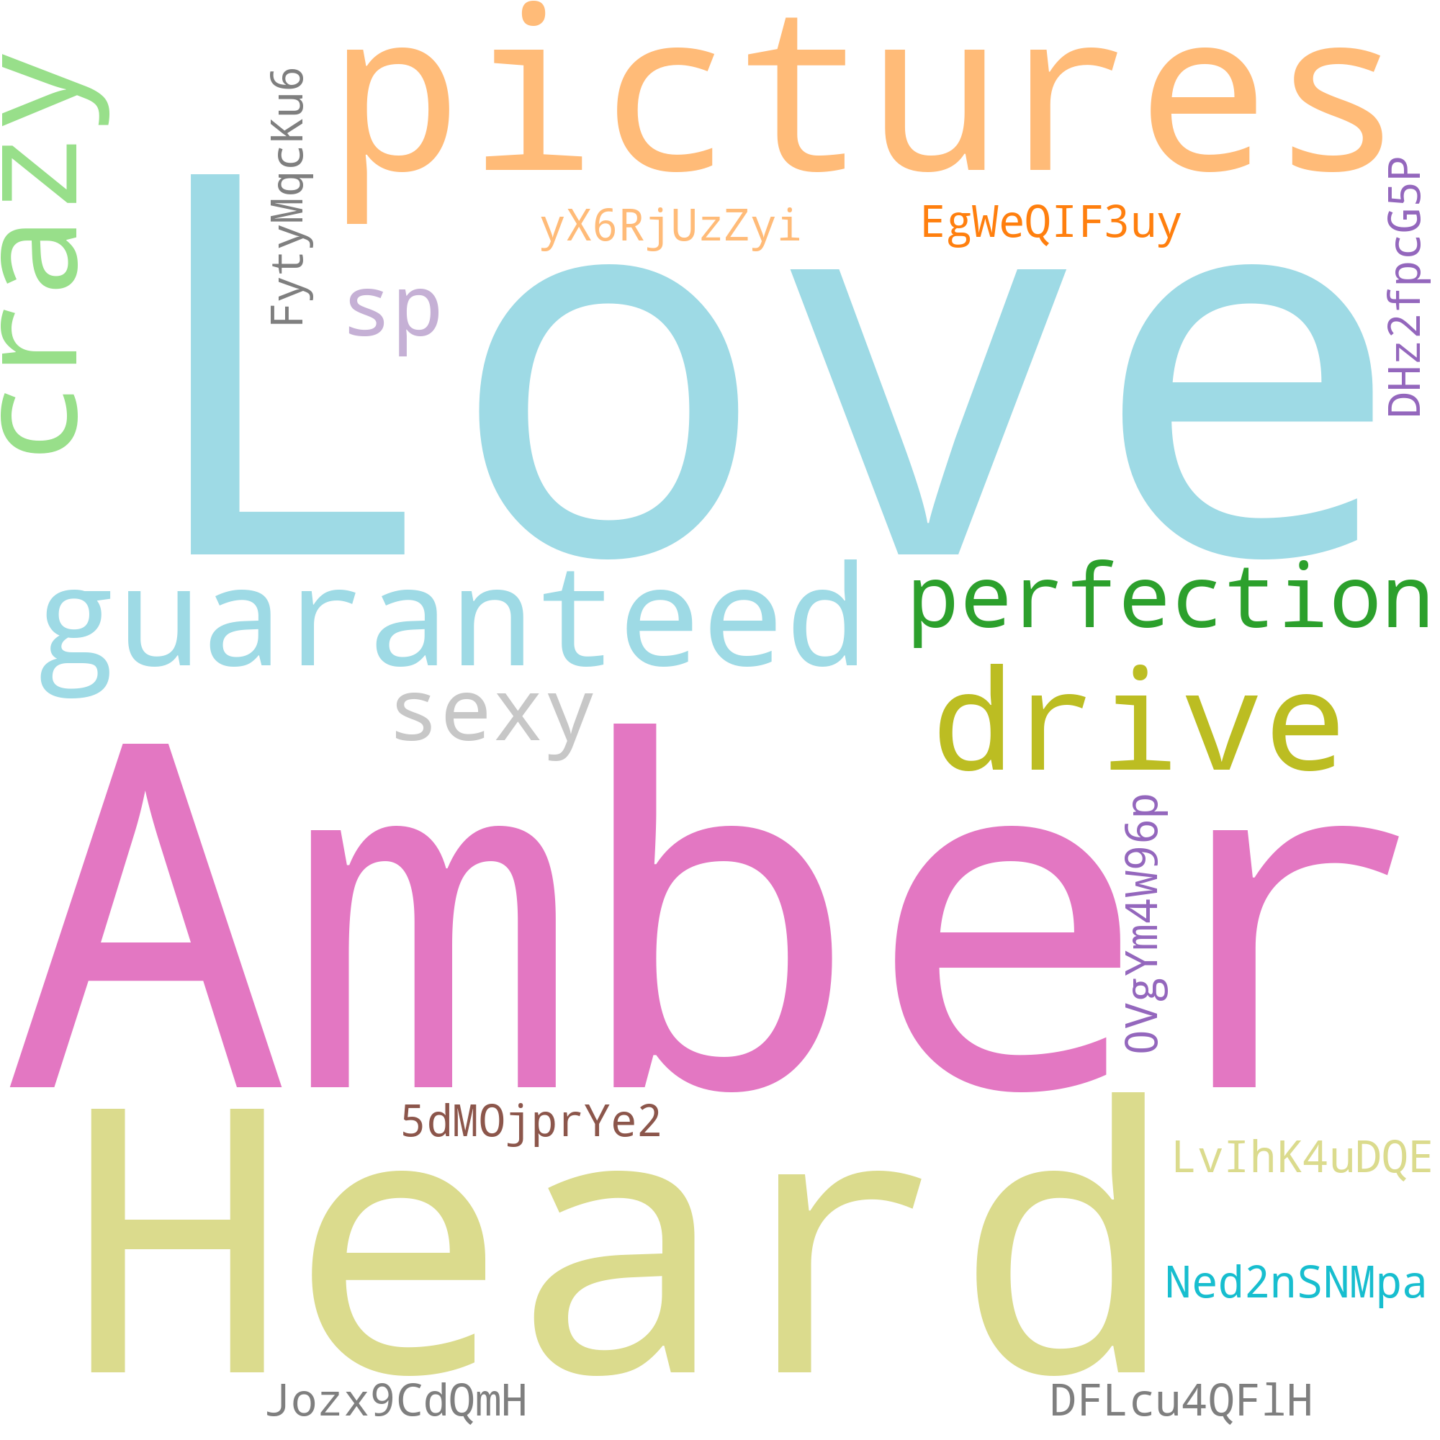 crazy
pictures
FytyMqcKu6
yX6RjUzZyi
EgWeQIF3uy
DHz2fpcG5P
sp
Love
guaranteed
perfection
sexy
drive
Amber
OVgYm4W96p
5dMOjprYe2
Heard
LvIhK4uDQE
Ned2nSNMpa
Jozx9CdQmH
DFLcu4QFlH